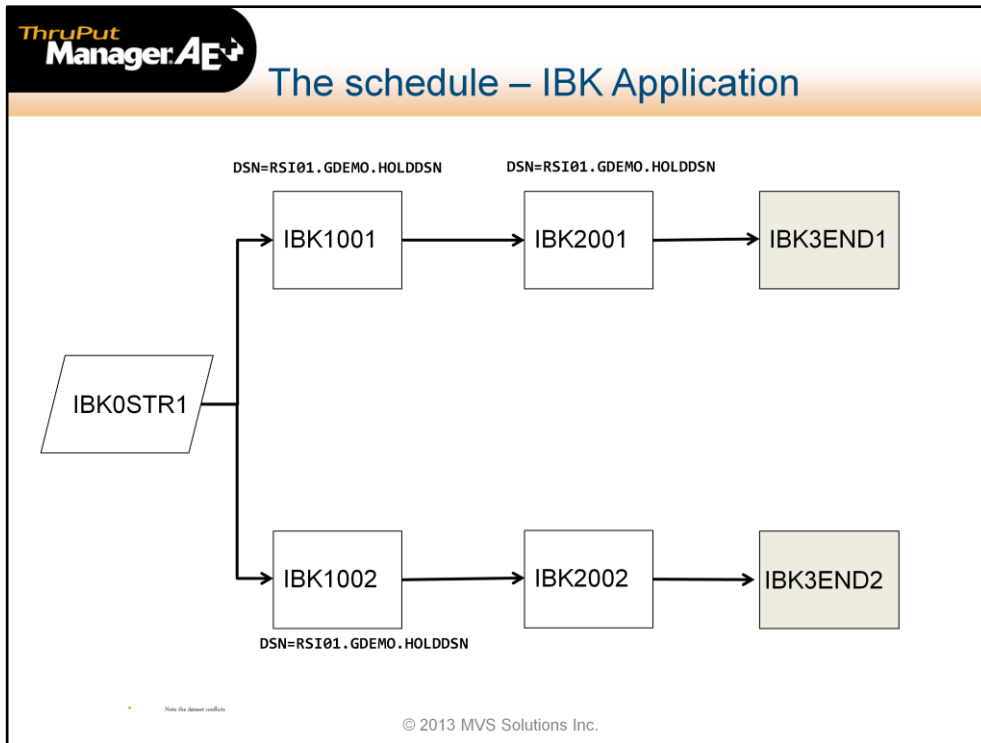 ThruPut
Manager.AE
The schedule – IBK Application
DSN=RSI01.GDEMO.HOLDDSN
DSN=RSI01.GDEMO.HOLDDSN
IBK1001
IBK2001
IBK3END1
IBK0STR1
IBK1002
IBK2002
IBK3END2
DSN=RSI01.GDEMO.HOLDDSN
Note the dataset conflicts
© 2013 MVS Solutions Inc.